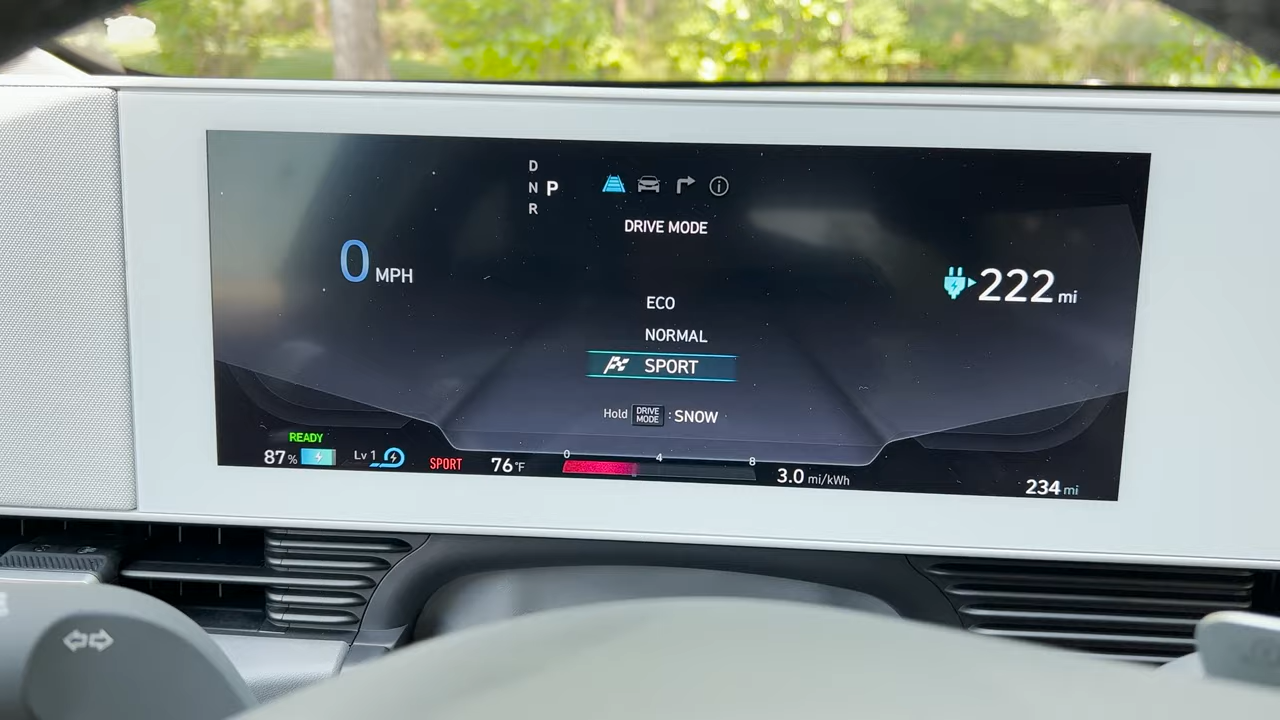 D
N P
R
DRIVE MODE
0 MPH
222 mi
ECO
NORMAL
SPORT
Hold DRIVE MODE : SNOW
READY
87% Lv 1 SPORT 76°F
0 4 8
3.0 mi/kWh
234 mi